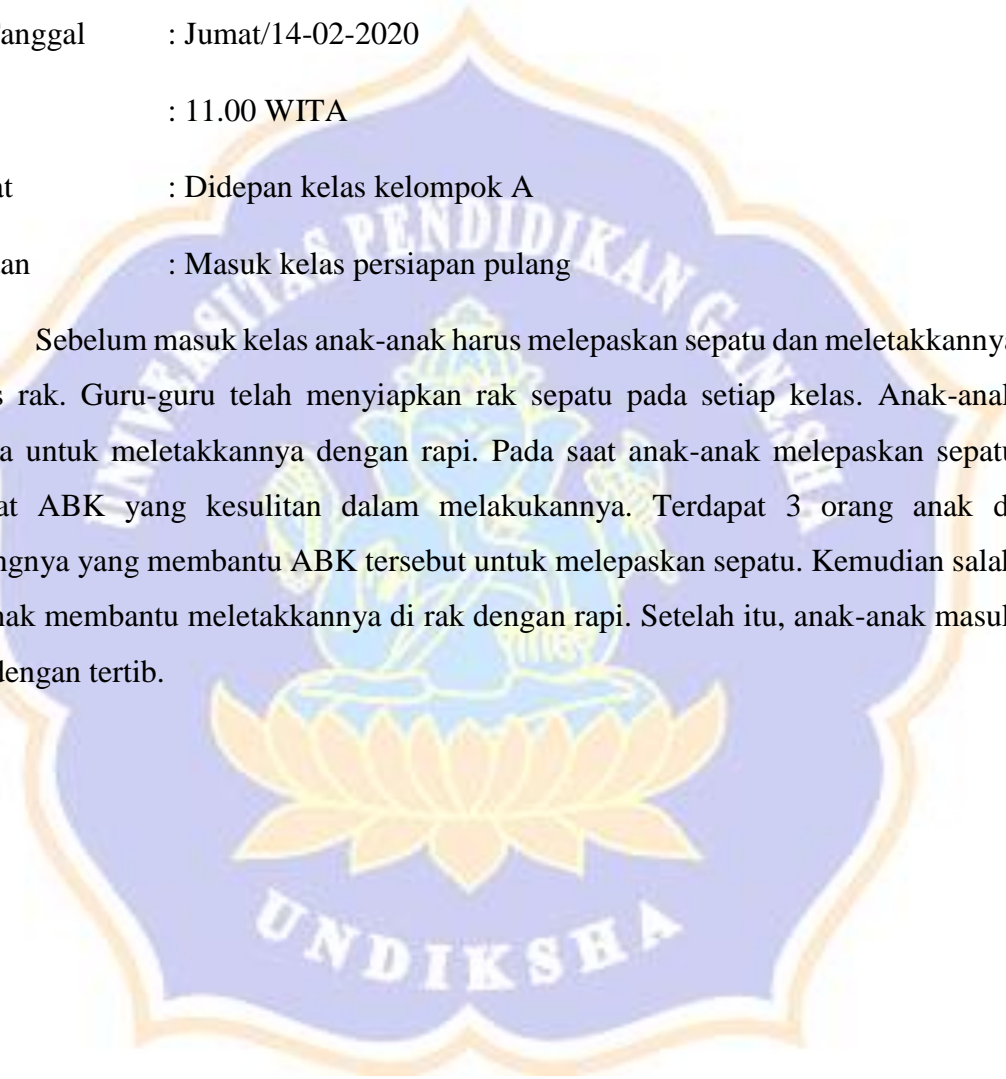 anggal : Jumat/14-02-2020
: 11.00 WITA
at : Didepan kelas kelompok A
an : Masuk kelas persiapan pulang
Sebelum masuk kelas anak-anak harus melepaskan sepatu dan meletakkannya
s rak. Guru-guru telah menyiapkan rak sepatu pada setiap kelas. Anak-anak
a untuk meletakkannya dengan rapi. Pada saat anak-anak melepaskan sepatu
at ABK yang kesulitan dalam melakukannya. Terdapat 3 orang anak d
ngnya yang membantu ABK tersebut untuk melepaskan sepatu. Kemudian salah
nak membantu meletakkannya di rak dengan rapi. Setelah itu, anak-anak masuk
dengan tertib.
UNIVERSITAS PENDIDIKAN GANESHA
UNDIKSHA